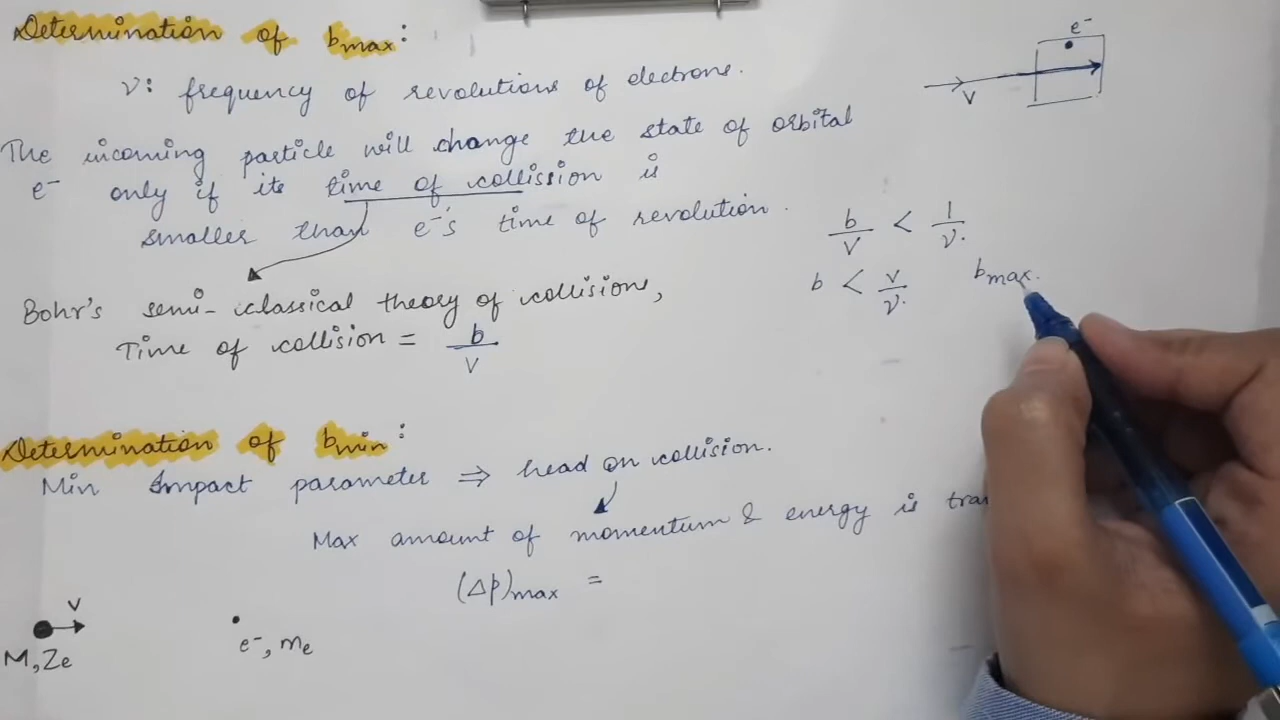 Determination of bmax:
ν: frequency of revolutions of electrons.
The incoming particle will change the state of orbital
e⁻ only if its time of collission is
smaller than e⁻'s time of revolution.
Bohr's semi-classical theory of collisions,
Time of collision = b/v
e⁻
v
b/v < 1/ν.
b < v/ν. bmax.
Determination of bmin:
Min Impact parameter ⇒ head on collision.
Max amount of momentum & energy is
(Δp)max =
v
M, Ze
e⁻, me